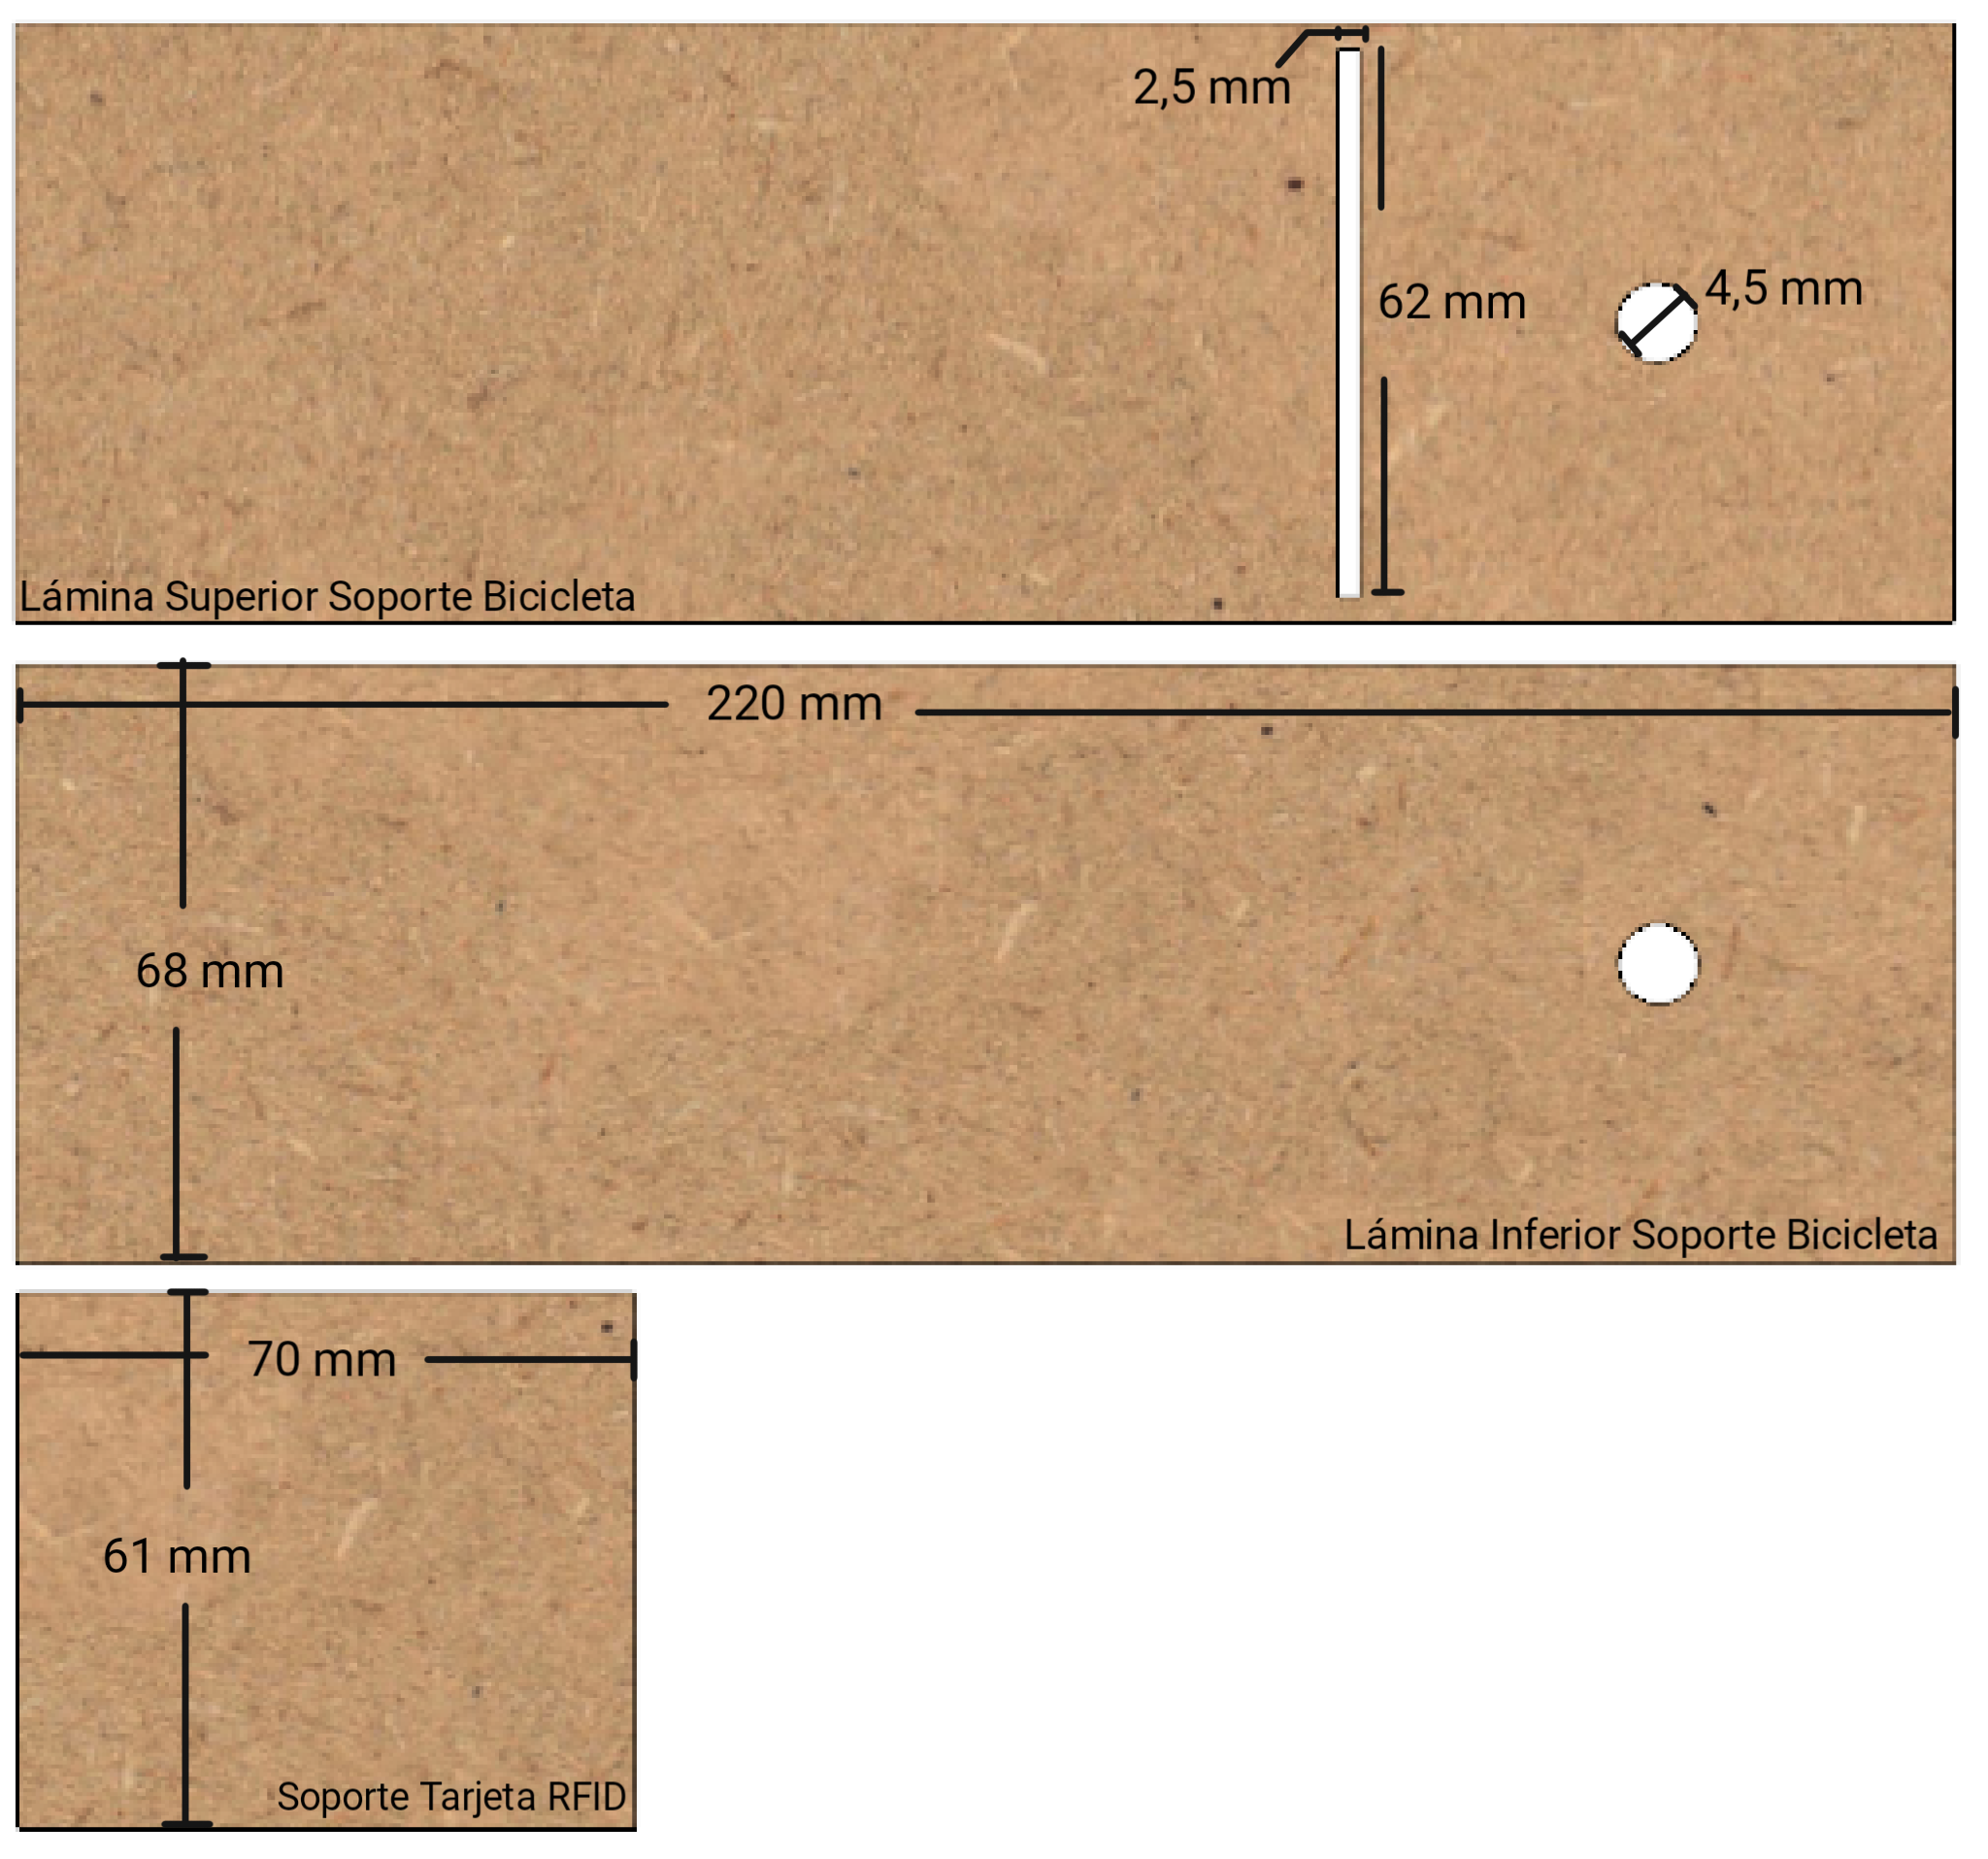 2,5 mm
62 mm
4,5 mm
Lámina Superior Soporte Bicicleta
220 mm
68 mm
Lámina Inferior Soporte Bicicleta
70 mm
61 mm
Soporte Tarjeta RFID